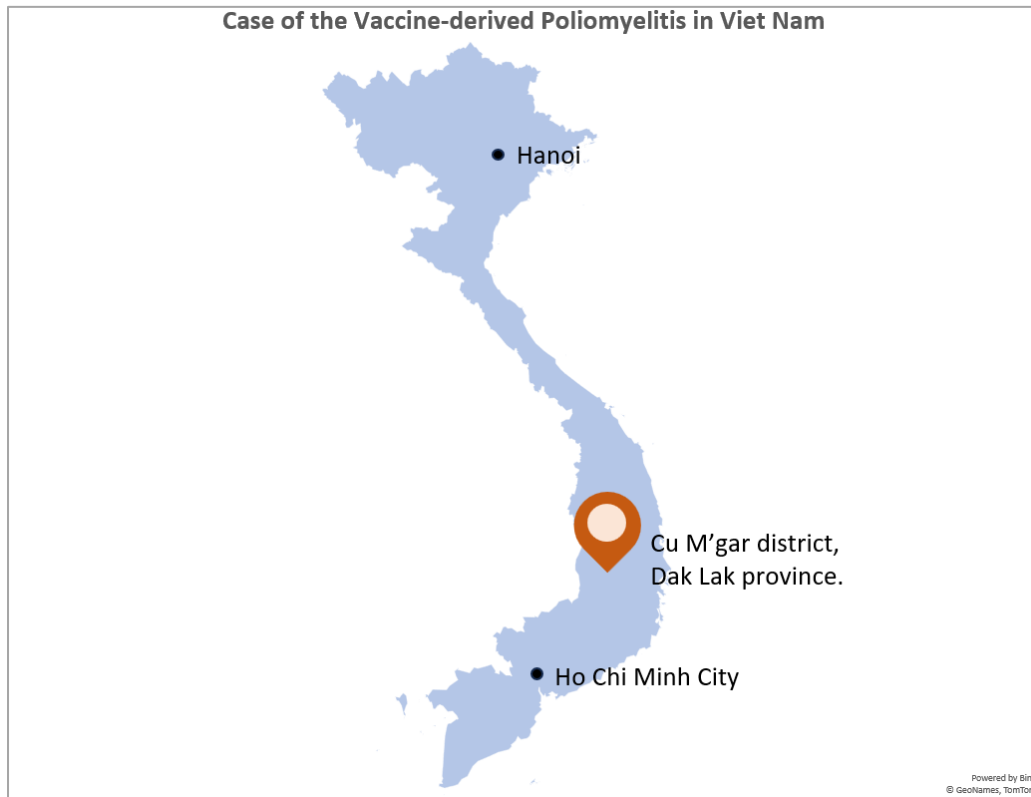 Case of the Vaccine-derived Poliomyelitis in Viet Nam
Hanoi
Cu M'gar district,
Dak Lak province.
Ho Chi Minh City
Powered by Bin
© GeoNames, TomTom